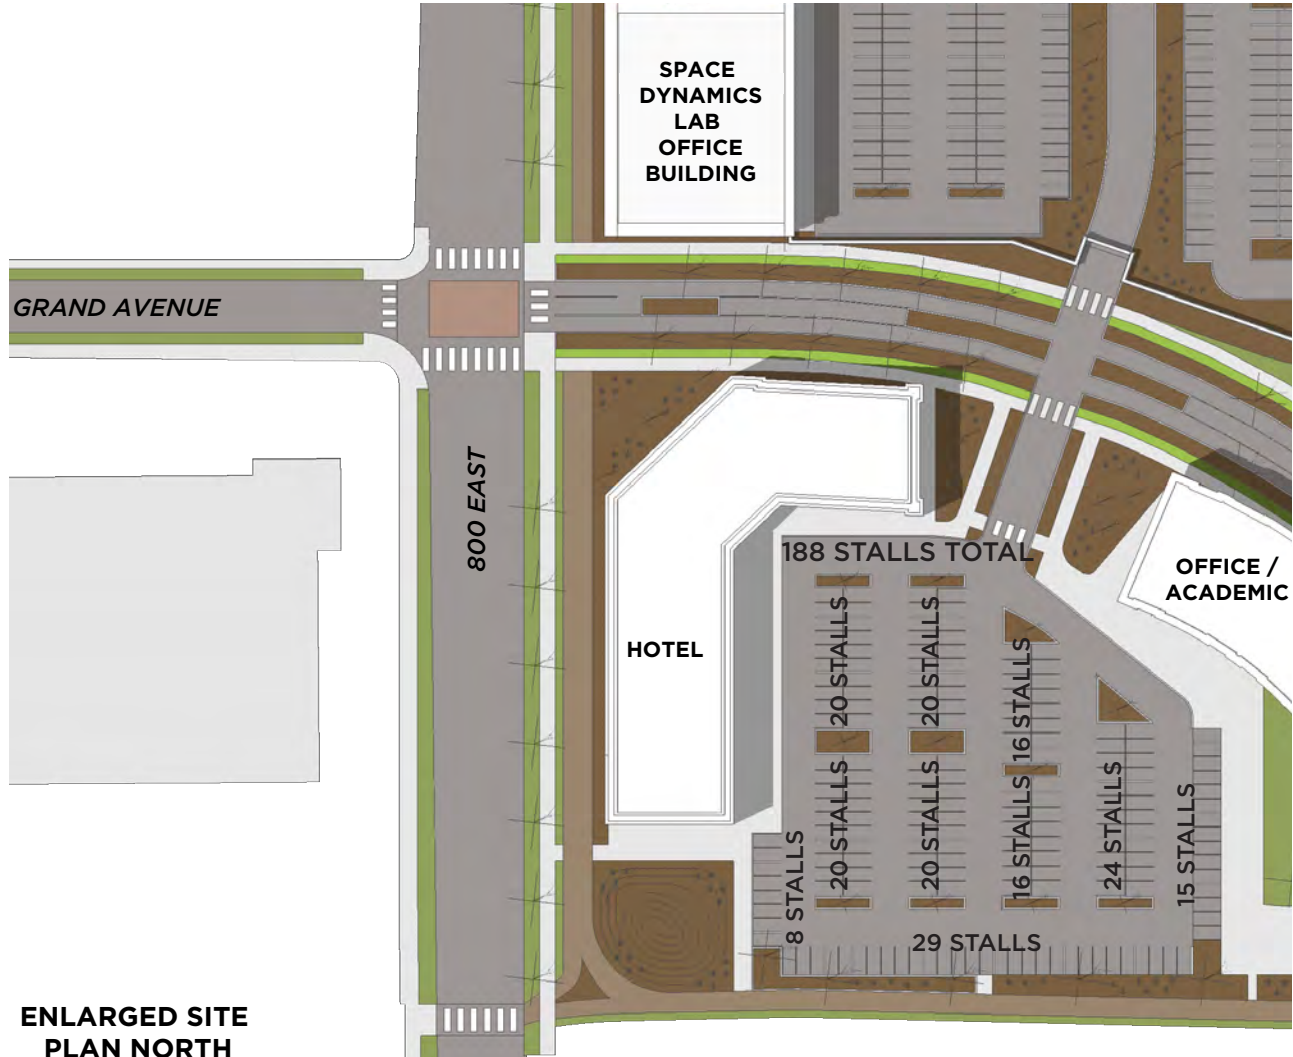 SPACE
DYNAMICS
LAB
OFFICE
BUILDING
GRAND AVENUE
800 EAST
188 STALLS TOTAL
OFFICE /
ACADEMIC
HOTEL
20 STALLS
20 STALLS
16 STALLS
20 STALLS
20 STALLS
16 STALLS
24 STALLS
15 STALLS
8 STALLS
29 STALLS
ENLARGED SITE
PLAN NORTH